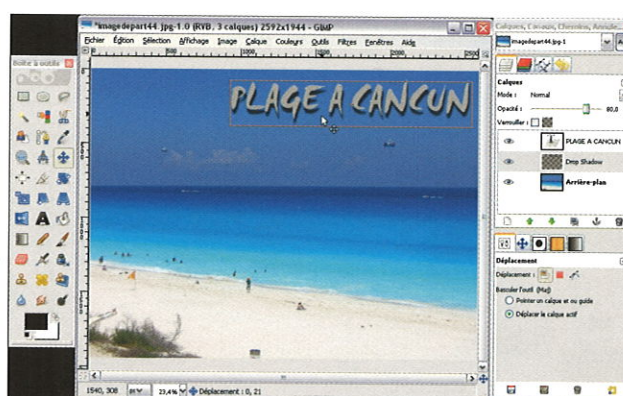 *imagedepart44.jpg-1.0 (RVB, 3 calques) 2592x1944 - GIMP
Fichier Édition Sélection Affichage Image Calque Couleurs Outils Filtres Fenêtres Aide
Boîte à outils
PLAGE A CANCUN
1540, 308 px 23,4% Déplacement : 0, 21
Calques, Canaux, Chemins, Annuler
imagedepart44.jpg-1
Calques
Mode : Normal
Opacité : 80,0
Verrouiller :
PLAGE A CANCUN
Drop Shadow
Arrière-plan
Déplacement
Déplacement :
Basculer l'outil (Maj)
Pointer un calque et ou guide
Déplacer le calque actif